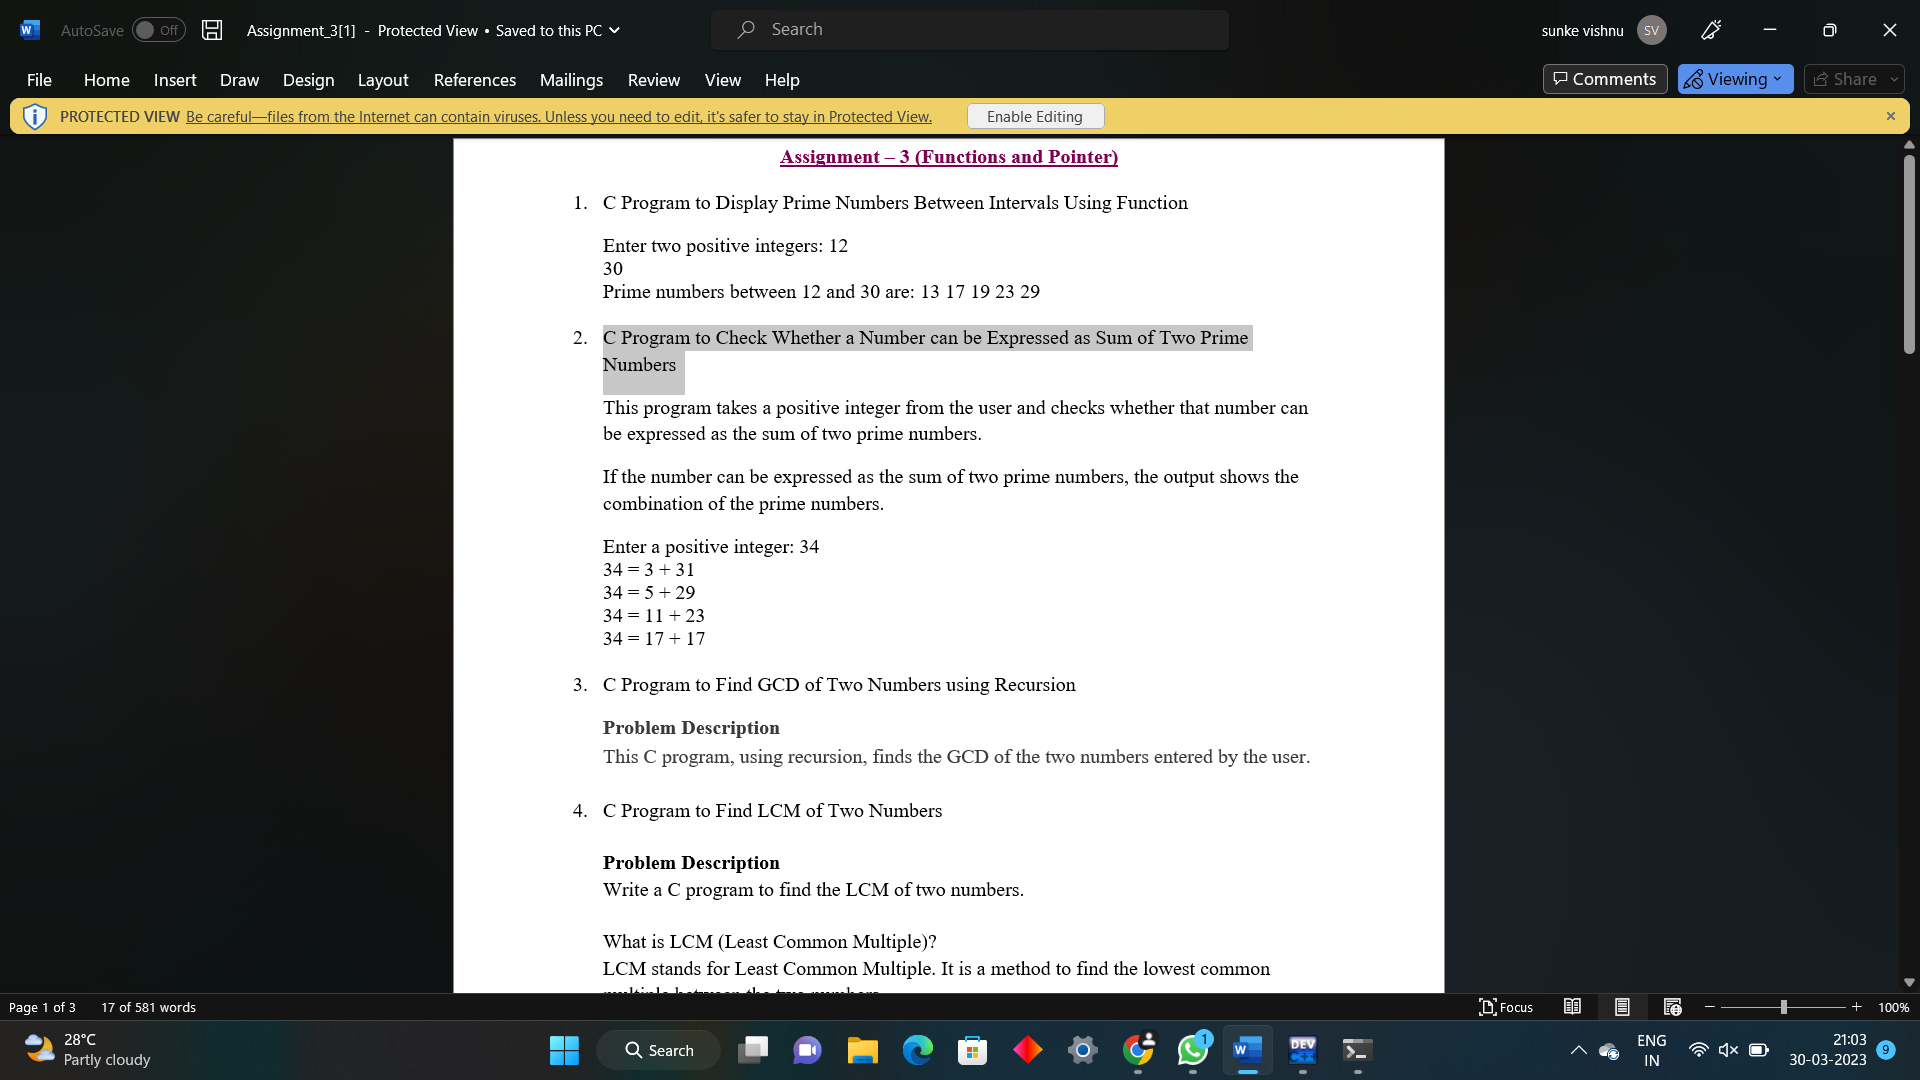 AutoSave Off Assignment_3[1] - Protected View • Saved to this PC Search sunke vishnu SV
File Home Insert Draw Design Layout References Mailings Review View Help Comments Viewing Share
PROTECTED VIEW Be careful—files from the Internet can contain viruses. Unless you need to edit, it's safer to stay in Protected View. Enable Editing
Assignment – 3 (Functions and Pointer)
1. C Program to Display Prime Numbers Between Intervals Using Function
Enter two positive integers: 12
30
Prime numbers between 12 and 30 are: 13 17 19 23 29
2. C Program to Check Whether a Number can be Expressed as Sum of Two Prime
Numbers
This program takes a positive integer from the user and checks whether that number can
be expressed as the sum of two prime numbers.
If the number can be expressed as the sum of two prime numbers, the output shows the
combination of the prime numbers.
Enter a positive integer: 34
34 = 3 + 31
34 = 5 + 29
34 = 11 + 23
34 = 17 + 17
3. C Program to Find GCD of Two Numbers using Recursion
Problem Description
This C program, using recursion, finds the GCD of the two numbers entered by the user.
4. C Program to Find LCM of Two Numbers
Problem Description
Write a C program to find the LCM of two numbers.
What is LCM (Least Common Multiple)?
LCM stands for Least Common Multiple. It is a method to find the lowest common
multiple between the two numbers.
Page 1 of 3 17 of 581 words Focus 100%
28°C
Partly cloudy
Search
1
W
DEV
ENG
IN
21:03
30-03-2023
9